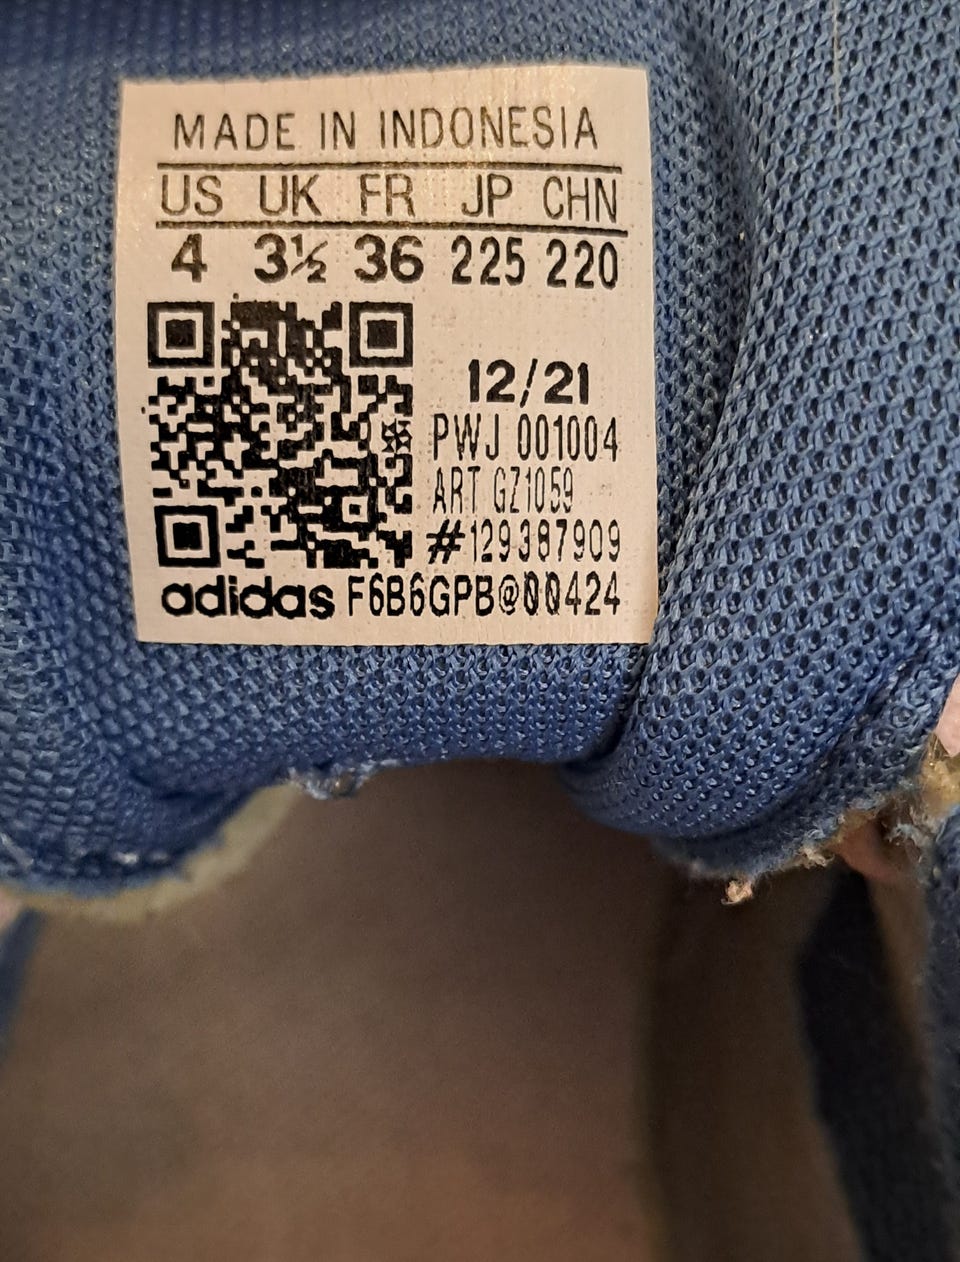 MADE IN INDONESIA
US UK FR JP CHN
4 3½ 36 225 220
12/21
PWJ 001004
ART GZ1059
#129387909
adidas F6B6GPB@00424